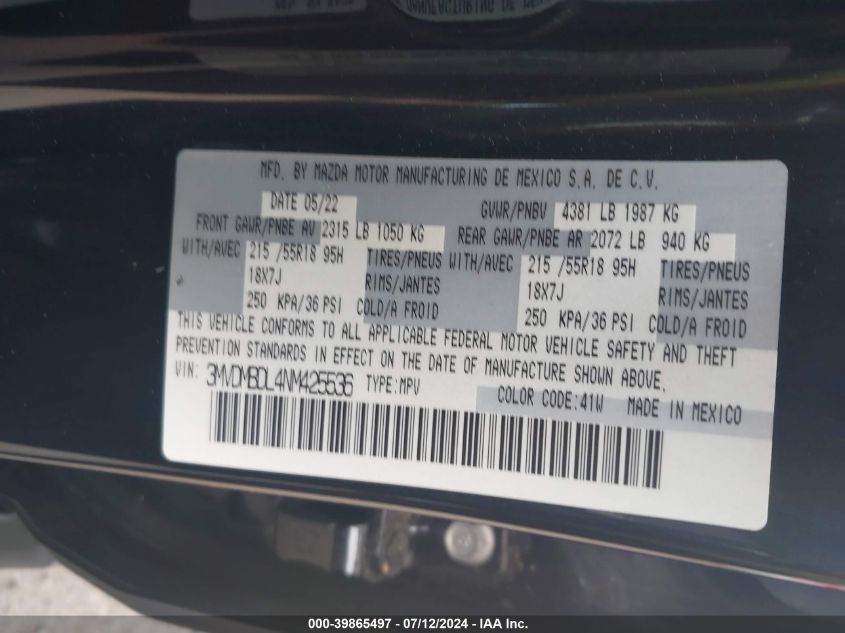 MFD. BY MAZDA MOTOR MANUFACTURING DE MEXICO S.A. DE C.V.
DATE 05/22 GVWR/PNBV 4381 LB 1987 KG
FRONT GAWR/PNBE AV 2315 LB 1050 KG REAR GAWR/PNBE AR 2072 LB 940 KG
WITH/AVEC 215 /55R18 95H TIRES/PNEUS WITH/AVEC 215 /55R18 95H TIRES/PNEUS
18X7J RIMS/JANTES 18X7J RIMS/JANTES
250 KPA/36 PSI COLD/A FROID 250 KPA/36 PSI COLD/A FROID
THIS VEHICLE CONFORMS TO ALL APPLICABLE FEDERAL MOTOR VEHICLE SAFETY AND THEFT
PREVENTION STANDARDS IN EFFECT ON THE DATE OF MANUFACTURE SHOWN ABOVE.
VIN: 3MVDMBDL4NM425536 TYPE:MPV COLOR CODE:41W MADE IN MEXICO
000-39865497 - 07/12/2024 - IAA Inc.